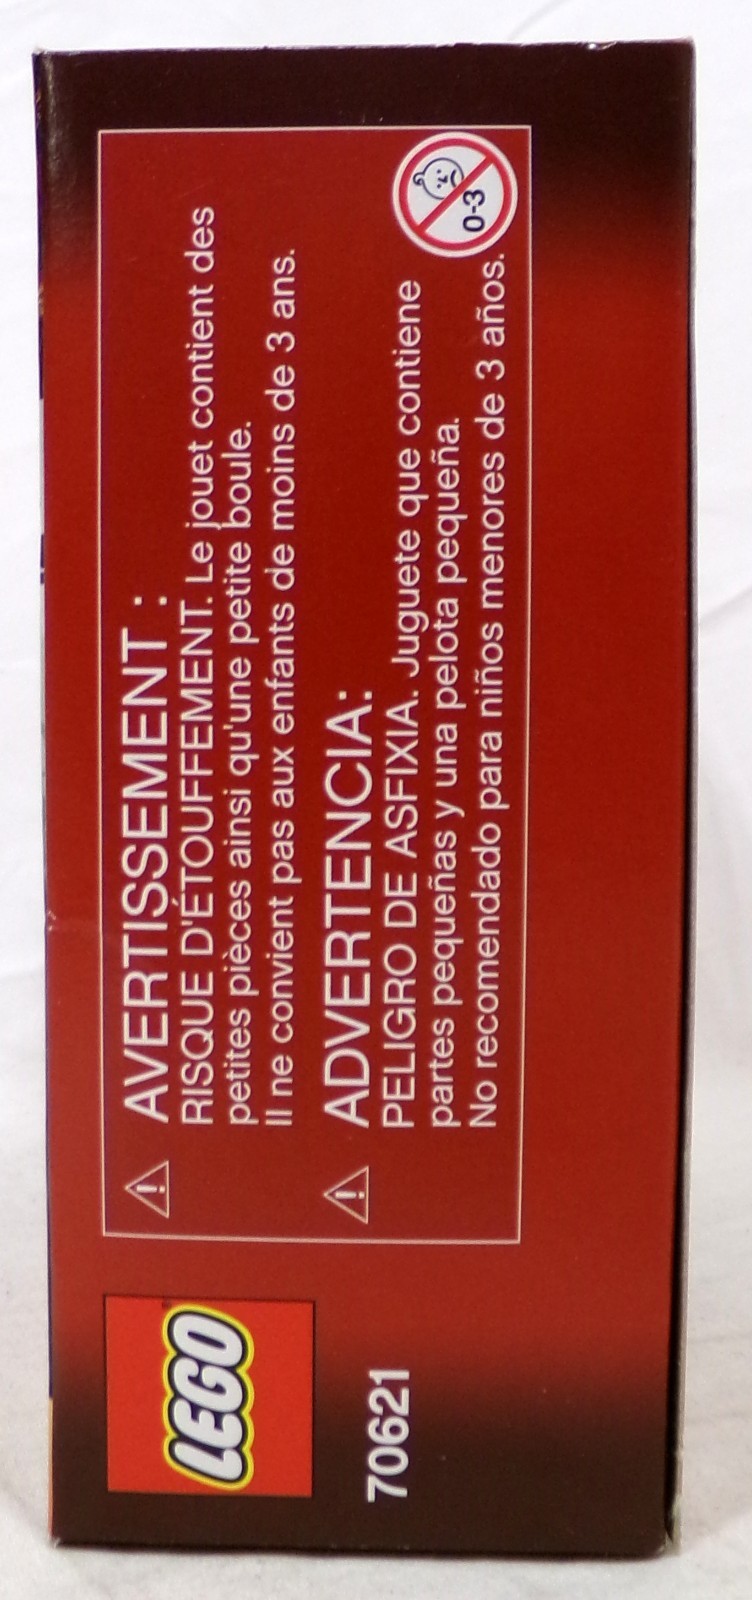 LEGO
70621
AVERTISSEMENT :
RISQUE D'ÉTOUFFEMENT. Le jouet contient des
petites pièces ainsi qu'une petite boule.
Il ne convient pas aux enfants de moins de 3 ans.
ADVERTENCIA:
PELIGRO DE ASFIXIA. Juguete que contiene
partes pequeñas y una pelota pequeña.
No recomendado para niños menores de 3 años.
0-3